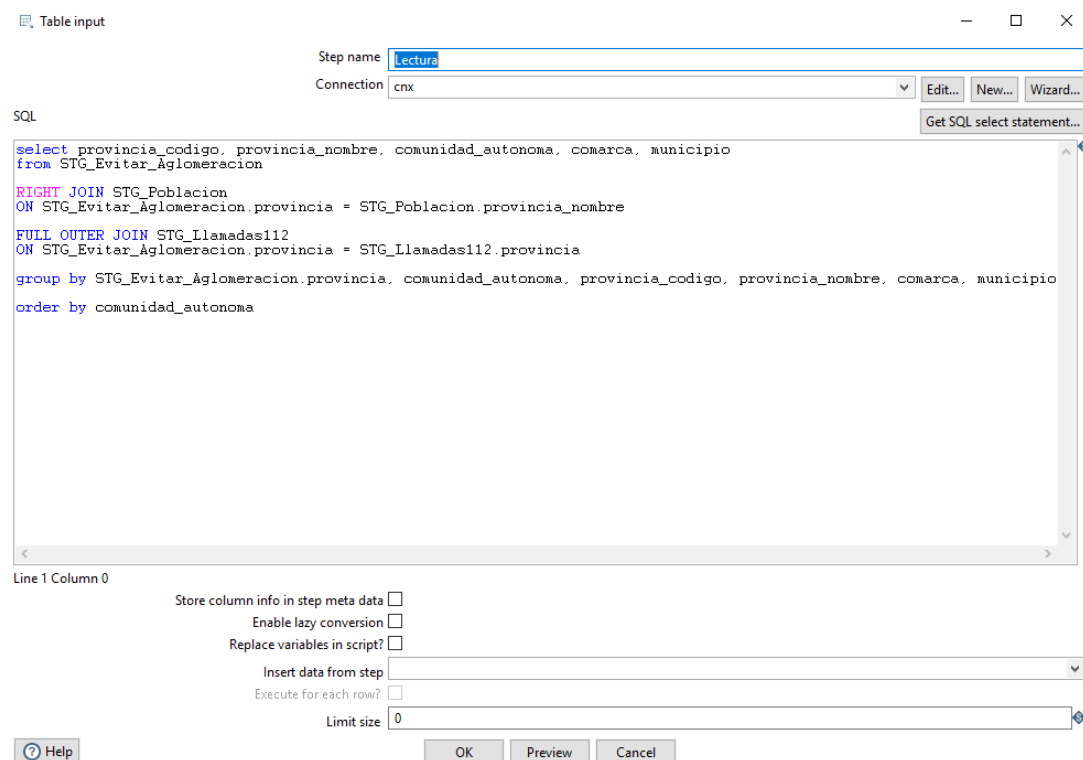 Table input
Step name Lectura
Connection cnx Edit... New... Wizard...
SQL Get SQL select statement...
select provincia_codigo, provincia_nombre, comunidad_autonoma, comarca, municipio
from STG_Evitar_Aglomeracion
RIGHT JOIN STG_Poblacion
ON STG_Evitar_Aglomeracion.provincia = STG_Poblacion.provincia_nombre
FULL OUTER JOIN STG_Llamadas112
ON STG_Evitar_Aglomeracion.provincia = STG_Llamadas112.provincia
group by STG_Evitar_Aglomeracion.provincia, comunidad_autonoma, provincia_codigo, provincia_nombre, comarca, municipio
order by comunidad_autonoma
Line 1 Column 0
Store column info in step meta data
Enable lazy conversion
Replace variables in script?
Insert data from step
Execute for each row?
Limit size 0
Help OK Preview Cancel